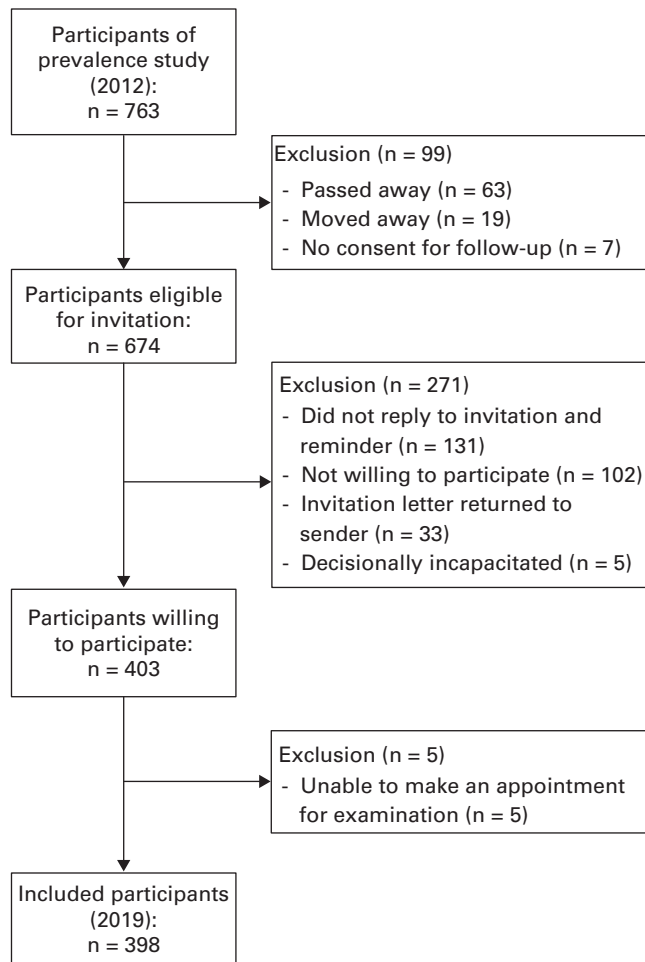 Participants of
prevalence study
(2012):
n = 763
Exclusion (n = 99)
- Passed away (n = 63)
- Moved away (n = 19)
- No consent for follow-up (n = 7)
Participants eligible
for invitation:
n = 674
Exclusion (n = 271)
- Did not reply to invitation and
reminder (n = 131)
- Not willing to participate (n = 102)
- Invitation letter returned to
sender (n = 33)
- Decisionally incapacitated (n = 5)
Participants willing
to participate:
n = 403
Exclusion (n = 5)
- Unable to make an appointment
for examination (n = 5)
Included participants
(2019):
n = 398